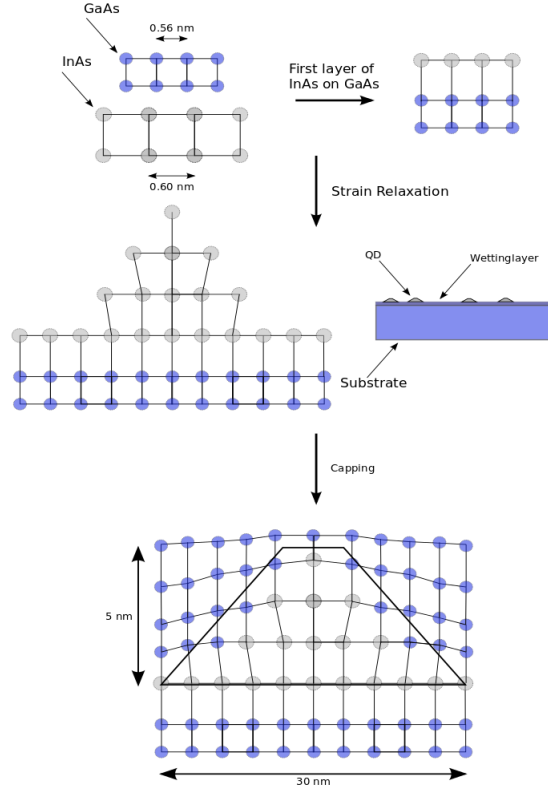 GaAs
0.56 nm
InAs
First layer of
InAs on GaAs
0.60 nm
Strain Relaxation
QD
Wettinglayer
Substrate
Capping
5 nm
30 nm